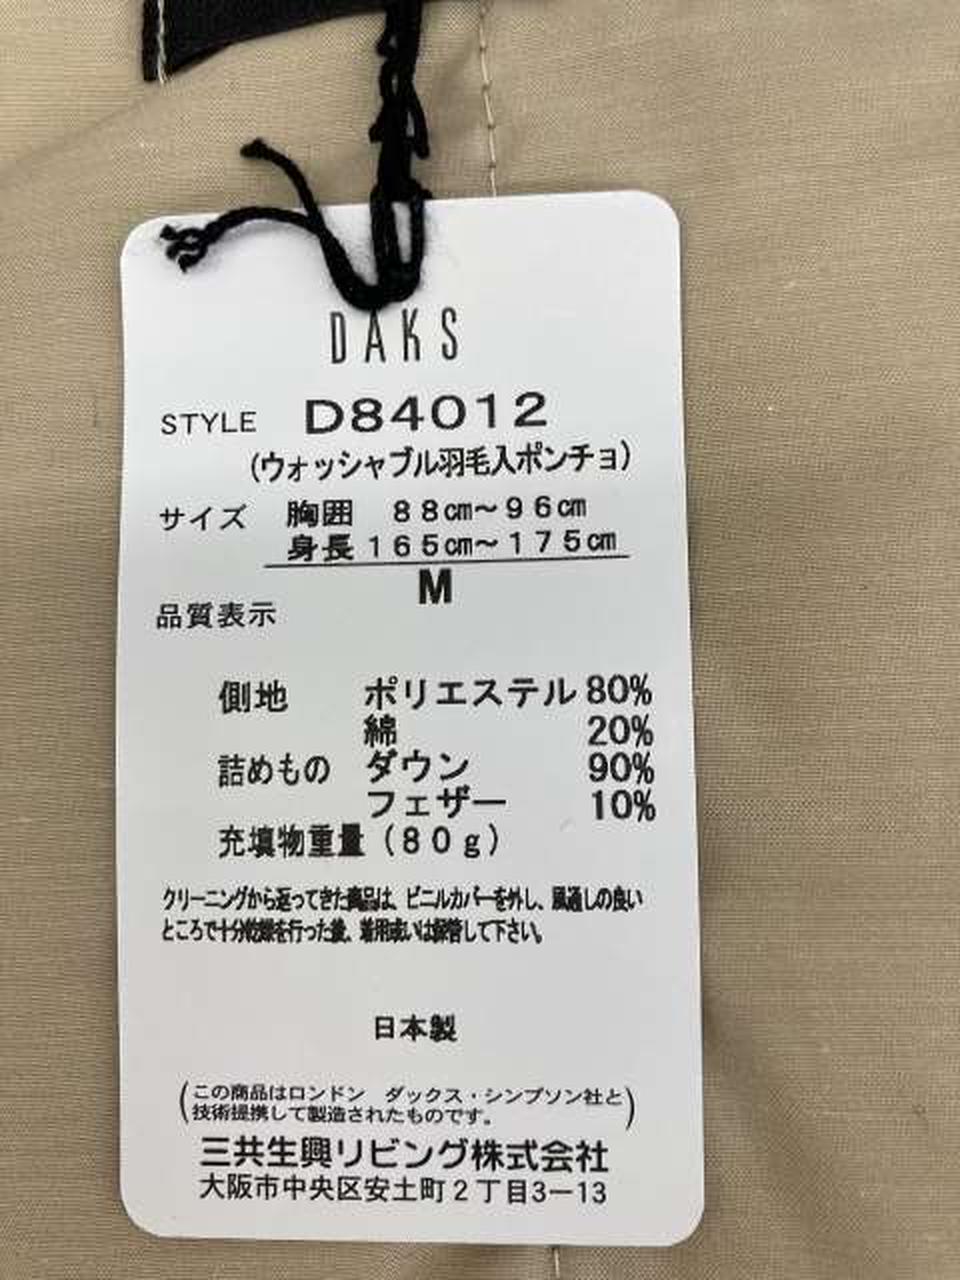 DAKS
STYLE D84012
(ウォッシャブル羽毛入ポンチョ)
サイズ 胸囲 88㎝～96㎝
身長 165㎝～175㎝
M
品質表示
側地 ポリエステル 80%
綿 20%
詰めもの ダウン 90%
フェザー 10%
充填物重量(80g)
クリーニングから返ってきた商品は、ビニルカバーを外し、風通しの良い
ところで十分乾燥を行った後、着用或いは保管して下さい。
日本製
(この商品はロンドン ダックス・シンプソン社と
技術提携して製造されたものです。)
三共生興リビング株式会社
大阪市中央区安土町2丁目3−13